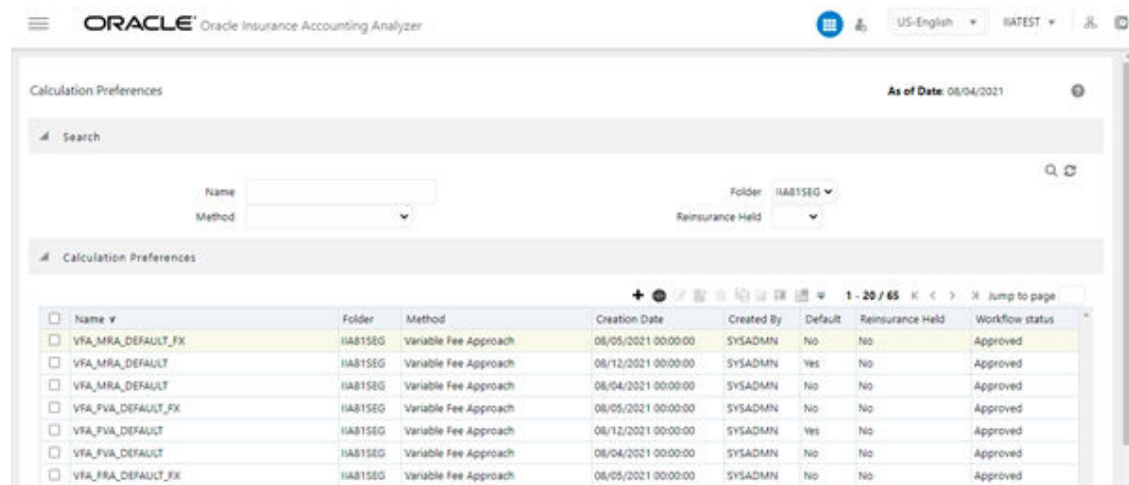 ORACLE® Oracle Insurance Accounting Analyzer US-English IIATEST
Calculation Preferences As of Date: 08/04/2021
Search
Name Folder IIA81SEG
Method Reinsurance Held
Calculation Preferences
1 - 20 / 65 Jump to page
Name Folder Method Creation Date Created By Default Reinsurance Held Workflow status
VFA_MRA_DEFAULT_FX IIA81SEG Variable Fee Approach 08/05/2021 00:00:00 SYSADMN No No Approved
VFA_MRA_DEFAULT IIA81SEG Variable Fee Approach 08/12/2021 00:00:00 SYSADMN Yes No Approved
VFA_MRA_DEFAULT IIA81SEG Variable Fee Approach 08/04/2021 00:00:00 SYSADMN No No Approved
VFA_FVA_DEFAULT_FX IIA81SEG Variable Fee Approach 08/05/2021 00:00:00 SYSADMN No No Approved
VFA_FVA_DEFAULT IIA81SEG Variable Fee Approach 08/12/2021 00:00:00 SYSADMN Yes No Approved
VFA_FVA_DEFAULT IIA81SEG Variable Fee Approach 08/04/2021 00:00:00 SYSADMN No No Approved
VFA_FRA_DEFAULT_FX IIA81SEG Variable Fee Approach 08/05/2021 00:00:00 SYSADMN No No Approved